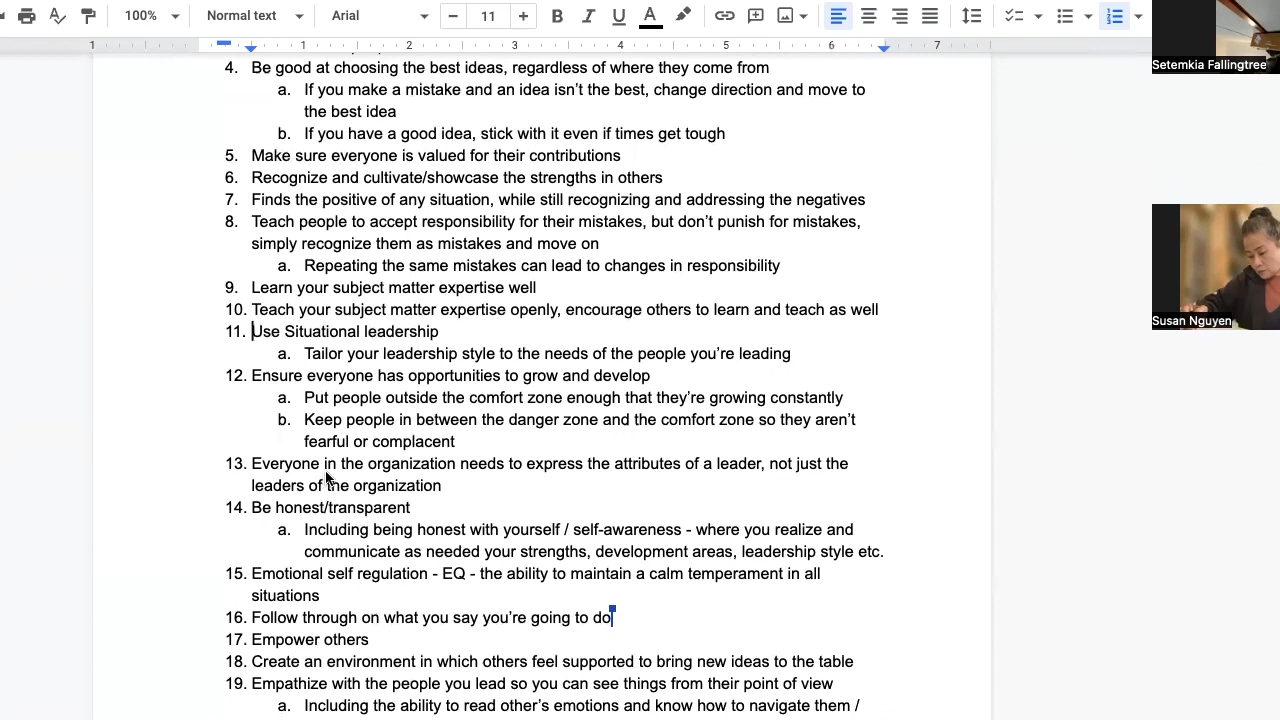 100%
Normal text
Arial
11
B
I
U
A
1
1
2
3
4
5
6
7
4. Be good at choosing the best ideas, regardless of where they come from
a. If you make a mistake and an idea isn’t the best, change direction and move to
the best idea
b. If you have a good idea, stick with it even if times get tough
5. Make sure everyone is valued for their contributions
6. Recognize and cultivate/showcase the strengths in others
7. Finds the positive of any situation, while still recognizing and addressing the negatives
8. Teach people to accept responsibility for their mistakes, but don’t punish for mistakes,
simply recognize them as mistakes and move on
a. Repeating the same mistakes can lead to changes in responsibility
9. Learn your subject matter expertise well
10. Teach your subject matter expertise openly, encourage others to learn and teach as well
11. Use Situational leadership
a. Tailor your leadership style to the needs of the people you’re leading
12. Ensure everyone has opportunities to grow and develop
a. Put people outside the comfort zone enough that they’re growing constantly
b. Keep people in between the danger zone and the comfort zone so they aren’t
fearful or complacent
13. Everyone in the organization needs to express the attributes of a leader, not just the
leaders of the organization
14. Be honest/transparent
a. Including being honest with yourself / self-awareness - where you realize and
communicate as needed your strengths, development areas, leadership style etc.
15. Emotional self regulation - EQ - the ability to maintain a calm temperament in all
situations
16. Follow through on what you say you’re going to do
17. Empower others
18. Create an environment in which others feel supported to bring new ideas to the table
19. Empathize with the people you lead so you can see things from their point of view
a. Including the ability to read other’s emotions and know how to navigate them /
Setemkia Fallingtree
Susan Nguyen